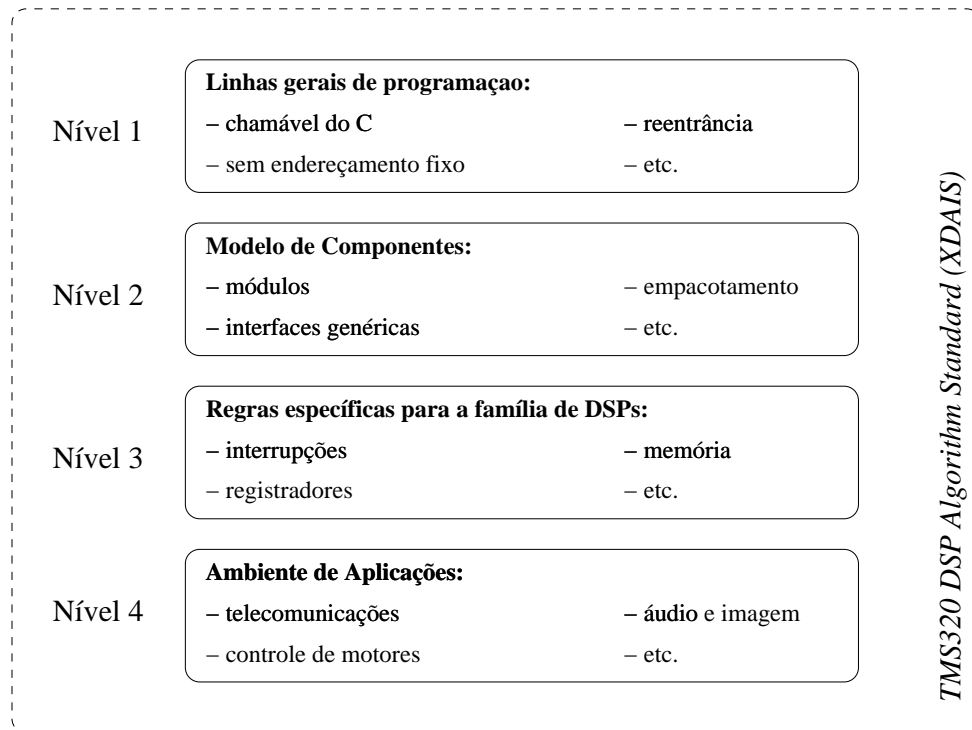 Linhas gerais de programaçao:
Nível 1
– chamável do C
– reentrância
– sem endereçamento fixo
– etc.
Modelo de Componentes:
Nível 2
– módulos
– empacotamento
– interfaces genéricas
– etc.
Regras específicas para a família de DSPs:
Nível 3
– interrupções
– memória
– registradores
– etc.
Ambiente de Aplicações:
Nível 4
– telecomunicações
– áudio e imagem
– controle de motores
– etc.
TMS320 DSP Algorithm Standard (XDAIS)